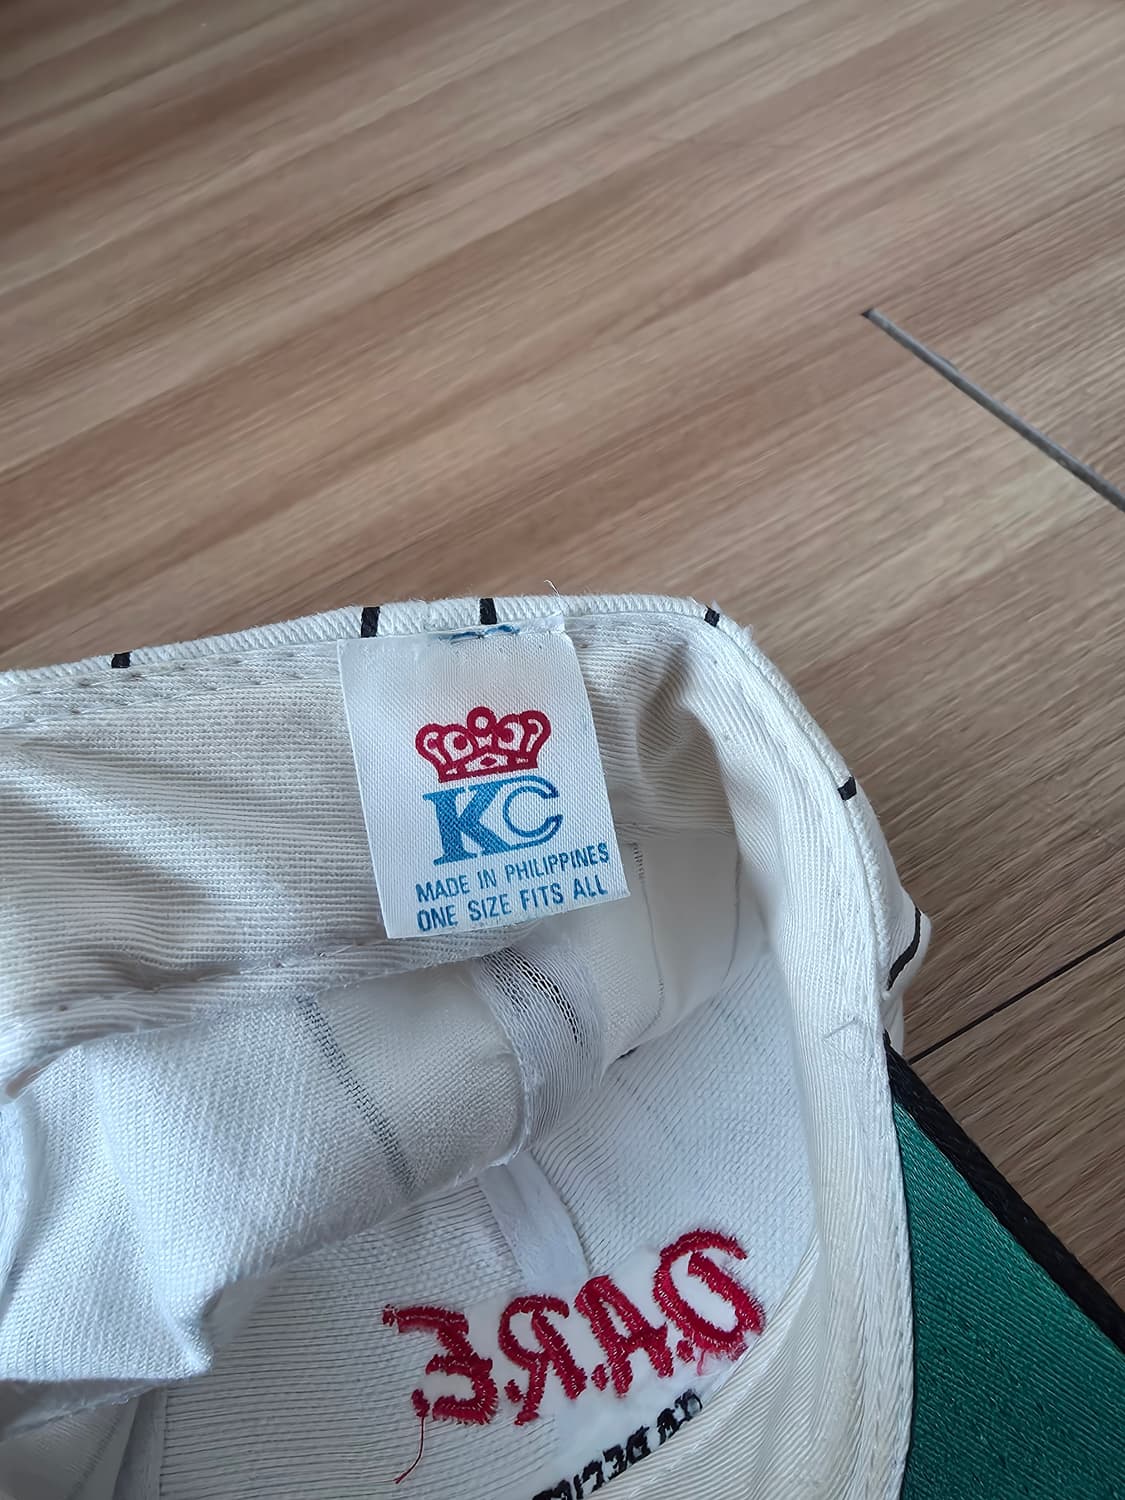 KC
MADE IN PHILIPPINES
ONE SIZE FITS ALL
D.A.R.E.